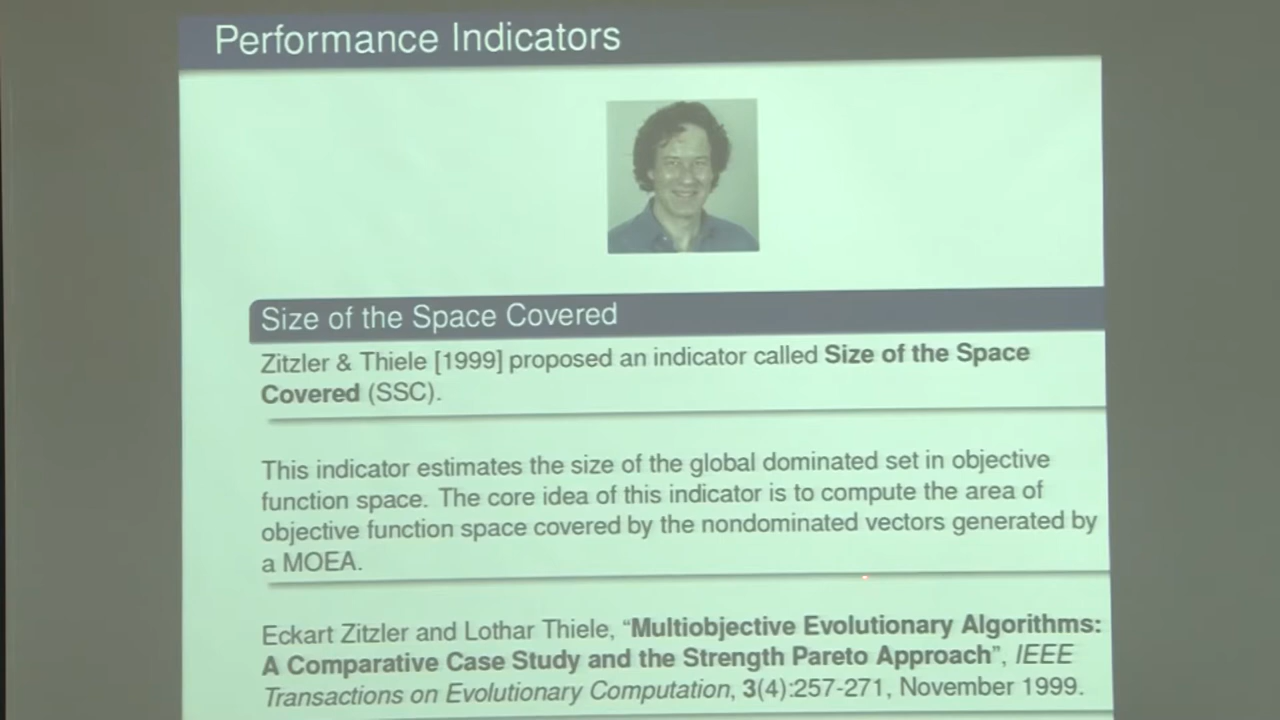 Performance Indicators
Size of the Space Covered
Zitzler & Thiele [1999] proposed an indicator called Size of the Space
Covered (SSC).
This indicator estimates the size of the global dominated set in objective
function space. The core idea of this indicator is to compute the area of
objective function space covered by the nondominated vectors generated by
a MOEA.
Eckart Zitzler and Lothar Thiele, “Multiobjective Evolutionary Algorithms:
A Comparative Case Study and the Strength Pareto Approach”, IEEE
Transactions on Evolutionary Computation, 3(4):257-271, November 1999.